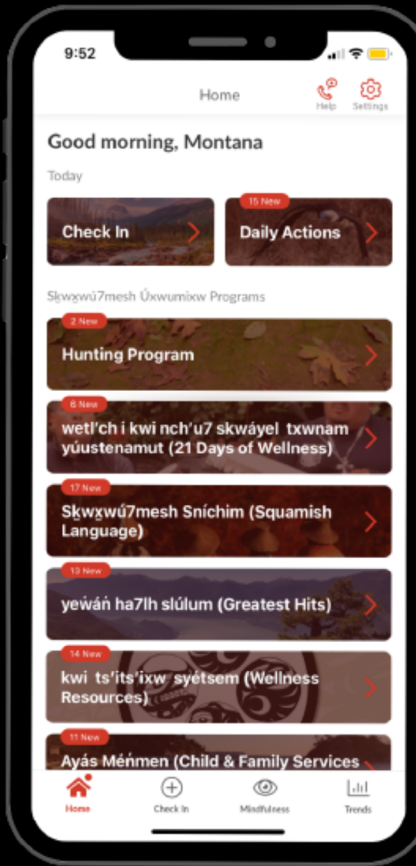 9:52
Home
Help
Settings
Good morning, Montana
Today
Check In
15 New
Daily Actions
Sḵwx̱wú7mesh Úxwumixw Programs
2 New
Hunting Program
6 New
wetl'ch i kwi nch'u7 skwáyel txwnam
yúustenamut (21 Days of Wellness)
17 New
Sḵwx̱wú7mesh Sníchim (Squamish
Language)
13 New
yew̓áń ha7lh slúlum (Greatest Hits)
14 New
kwi ts'its'ixw syétsem (Wellness
Resources)
11 New
Ayás Méńmen (Child & Family Services
Home
Check In
Mindfulness
Trends